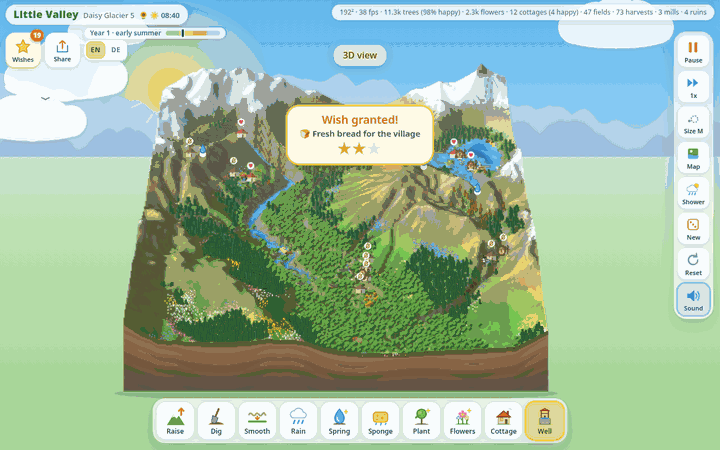 Little Valley Daisy Glacier 5 08:40
192² · 38 fps · 11.3k trees (98% happy) · 2.3k flowers · 12 cottages (4 happy) · 47 fields · 73 harvests · 3 mills · 4 ruins
Year 1 · early summer
19
Wishes
Share
EN DE
3D view
Wish granted!
Fresh bread for the village
Pause
1x
Size M
Map
Shower
New
Reset
Sound
Raise
Dig
Smooth
Rain
Spring
Sponge
Plant
Flowers
Cottage
Well